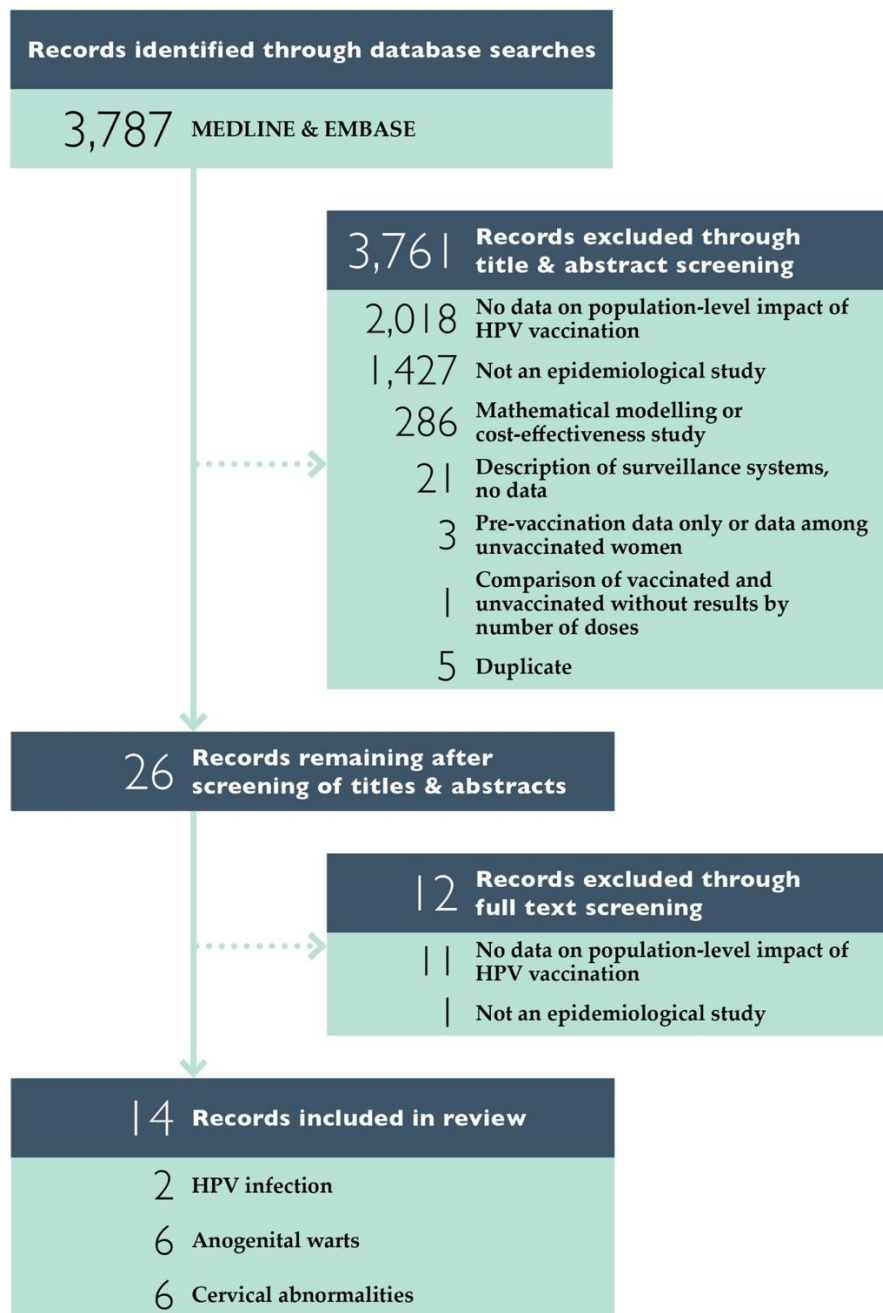 Records identified through database searches
3,787 MEDLINE & EMBASE
3,761 Records excluded through
title & abstract screening
2,018 No data on population-level impact of
HPV vaccination
1,427 Not an epidemiological study
286 Mathematical modelling or
cost-effectiveness study
21 Description of surveillance systems,
no data
3 Pre-vaccination data only or data among
unvaccinated women
1 Comparison of vaccinated and
unvaccinated without results by
number of doses
5 Duplicate
26 Records remaining after
screening of titles & abstracts
12 Records excluded through
full text screening
11 No data on population-level impact of
HPV vaccination
1 Not an epidemiological study
14 Records included in review
2 HPV infection
6 Anogenital warts
6 Cervical abnormalities